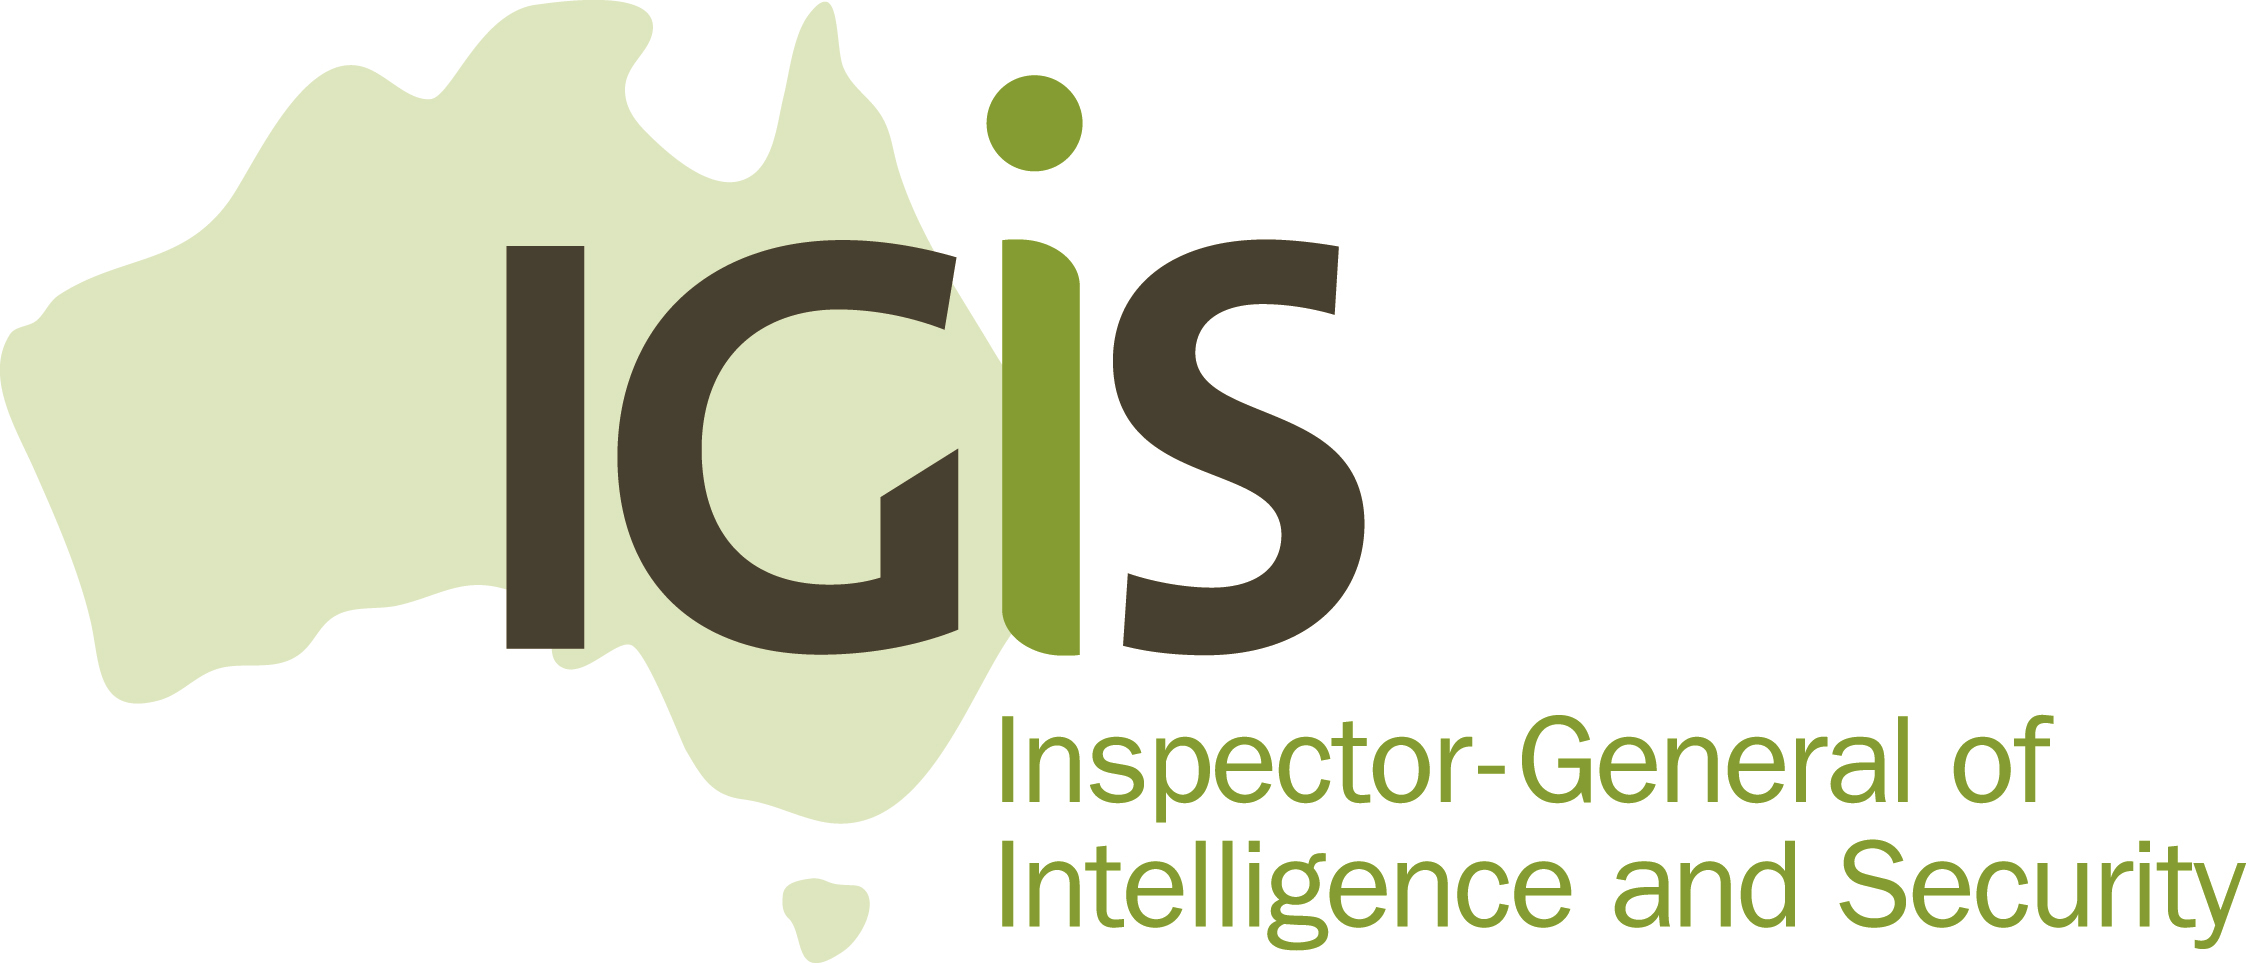 IGiS
Inspector-General of
Intelligence and Security